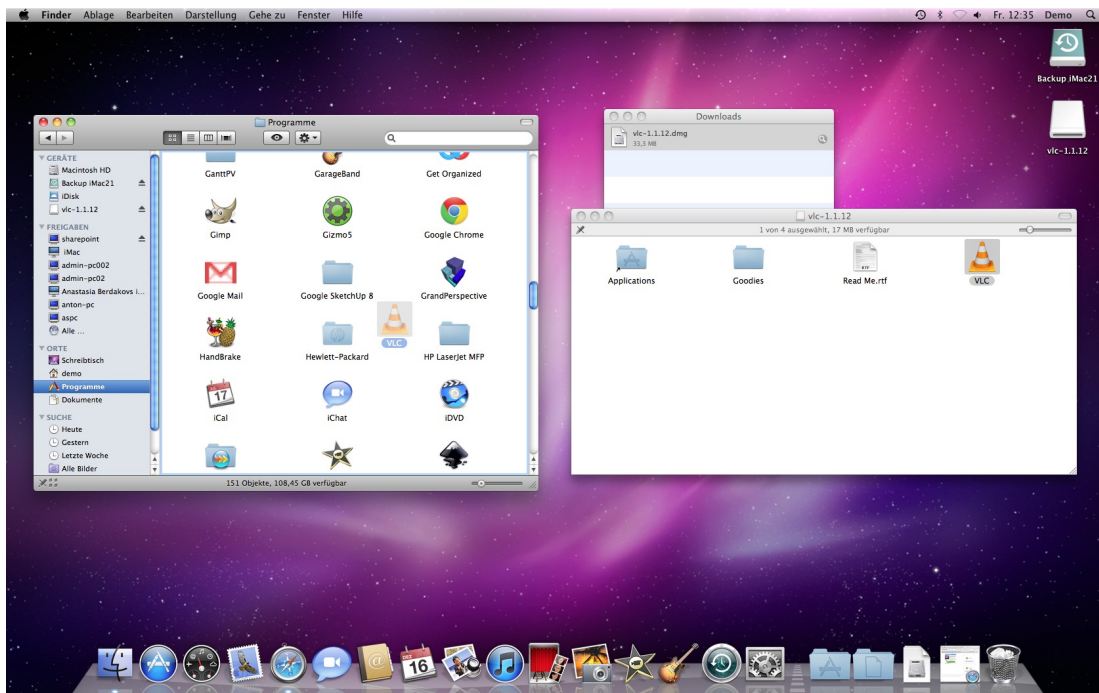 Finder Ablage Bearbeiten Darstellung Gehe zu Fenster Hilfe
Fr. 12:35 Demo
Backup iMac21
vlc-1.1.12
Programme
GERÄTE
Macintosh HD
Backup iMac21
iDisk
vlc-1.1.12
FREIGABEN
sharepoint
iMac
admin-pc002
admin-pc02
Anastasia Berdakovs i...
anton-pc
aspc
Alle ...
ORTE
Schreibtisch
demo
Programme
Dokumente
SUCHE
Heute
Gestern
Letzte Woche
Alle Bilder
GanttPV GarageBand Get Organized
Gimp Gizmo5 Google Chrome
Google Mail Google SketchUp 8 GrandPerspective
VLC
HandBrake Hewlett-Packard HP LaserJet MFP
17
iCal iChat iDVD
151 Objekte, 108,45 GB verfügbar
Downloads
vlc-1.1.12.dmg
33,3 MB
vlc-1.1.12
1 von 4 ausgewählt, 17 MB verfügbar
RTF
Applications Goodies Read Me.rtf VLC
DEZ
16